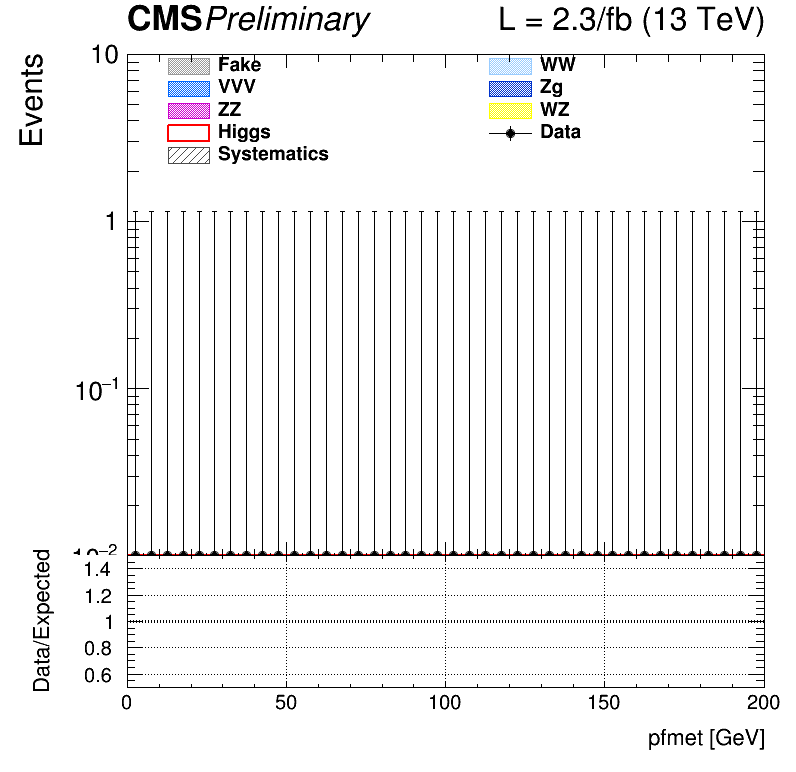 CMS Preliminary L = 2.3/fb (13 TeV)
Events
10
1
10⁻¹
Fake WW
VVV Zg
ZZ WZ
Higgs Data
Systematics
Data/Expected
1.4
1.2
1
0.8
0.6
0 50 100 150 200
pfmet [GeV]